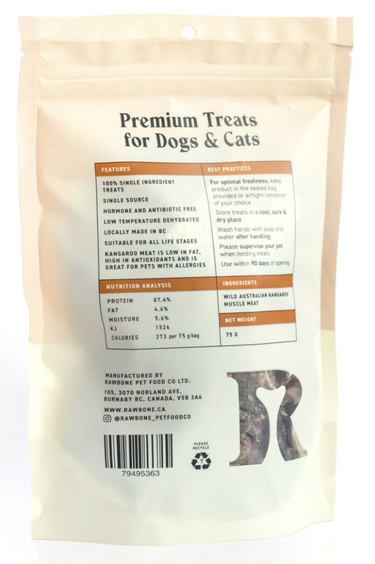 Premium Treats
for Dogs & Cats
FEATURES
100% SINGLE INGREDIENT
TREATS
SINGLE SOURCE
HORMONE AND ANTIBIOTIC FREE
LOW TEMPERATURE DEHYDRATED
LOCALLY MADE IN BC
SUITABLE FOR ALL LIFE STAGES
KANGAROO MEAT IS LOW IN FAT,
HIGH IN ANTIOXIDANTS AND IS
GREAT FOR PETS WITH ALLERGIES
BEST PRACTICES
For optimal freshness, keep
product in the sealed bag
provided or airtight container
of your choice
Store treats in a cool, dark &
dry place
Wash hands with soap and
water after handling
Please supervise your pet
when feeding treats
Use within 90 days of opening
NUTRITION ANALYSIS
PROTEIN 87.4%
FAT 4.6%
MOISTURE 5.6%
KJ 1524
CALORIES 273 per 75 g bag
INGREDIENTS
WILD AUSTRALIAN KANGAROO
MUSCLE MEAT
NET WEIGHT
75 G
MANUFACTURED BY
RAWBONE PET FOOD CO LTD.
105, 3070 NORLAND AVE,
BURNABY BC, CANADA, V5B 3A6
WWW.RAWBONE.CA
@RAWBONE_PETFOODCO
PLEASE
RECYCLE
7
79495363
R